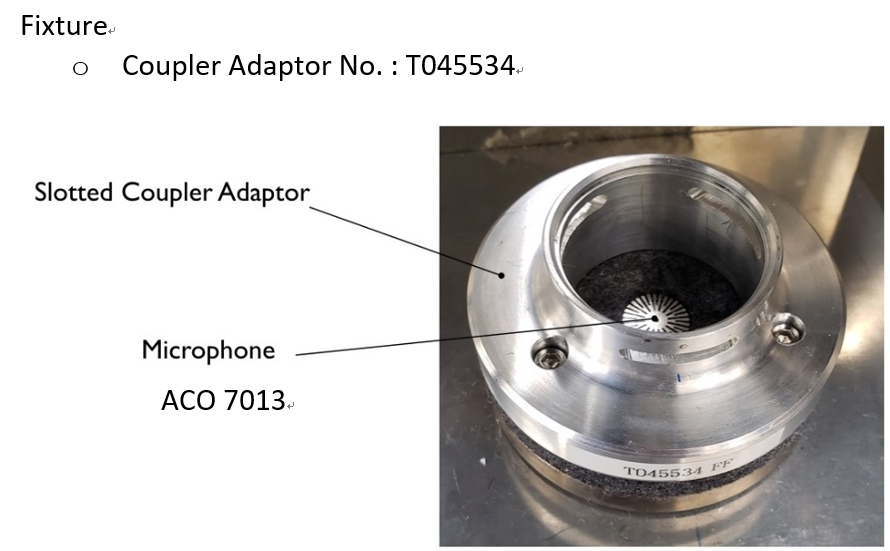 Fixture
o Coupler Adaptor No. : T045534
Slotted Coupler Adaptor
Microphone
ACO 7013
T045534 FF